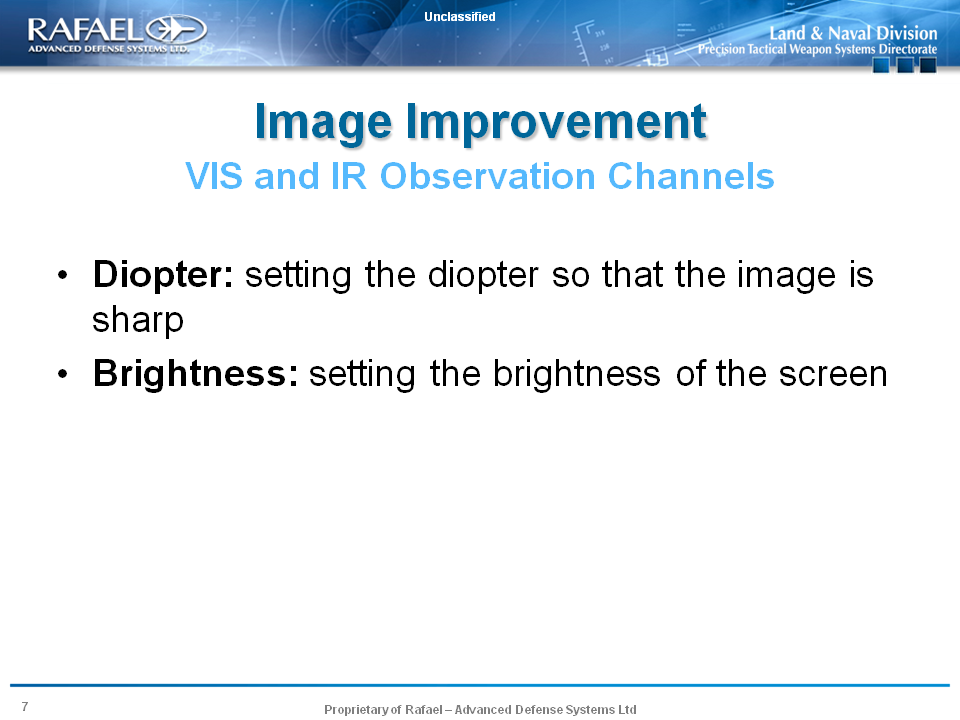 Unclassified
RAFAEL
ADVANCED DEFENSE SYSTEMS LTD.
Land & Naval Division
Precision Tactical Weapon Systems Directorate
Image Improvement
VIS and IR Observation Channels
• Diopter: setting the diopter so that the image is
sharp
• Brightness: setting the brightness of the screen
7
Proprietary of Rafael – Advanced Defense Systems Ltd